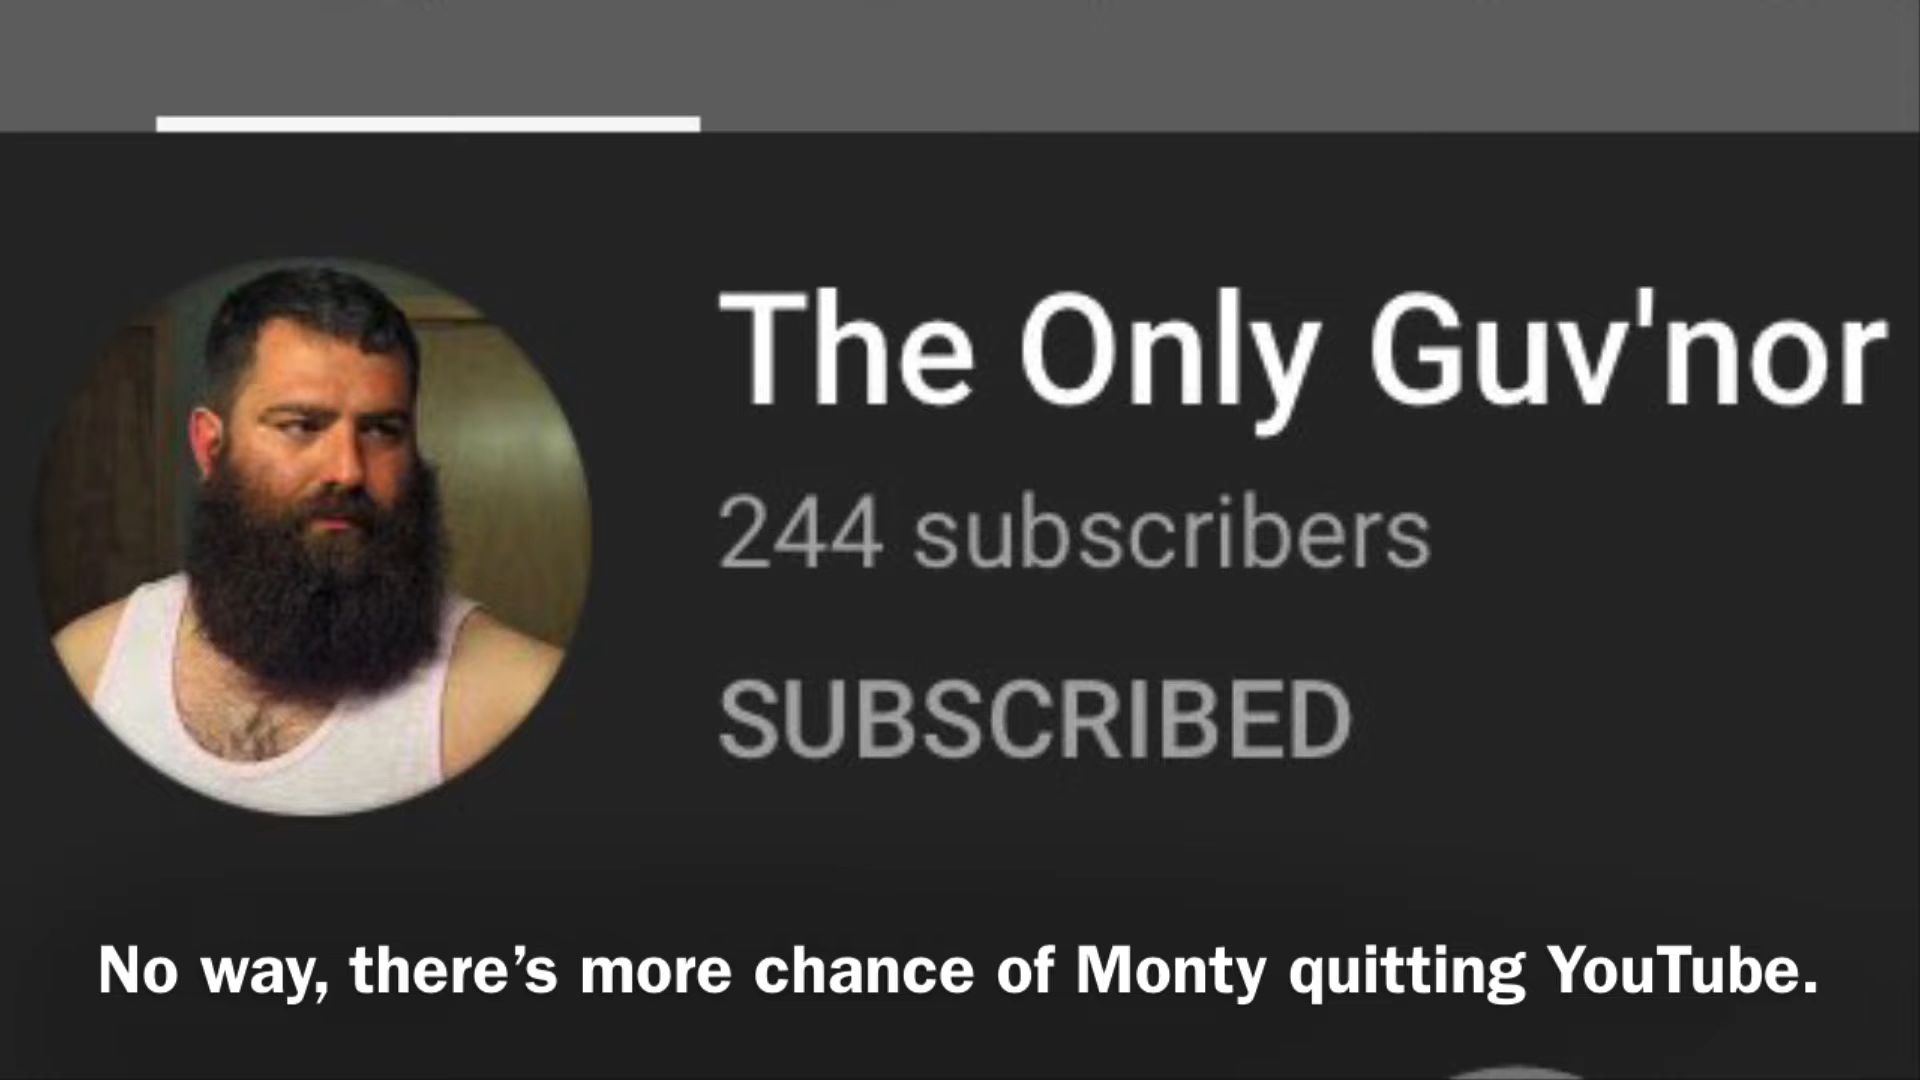 The Only Guv'nor
244 subscribers
SUBSCRIBED
No way, there’s more chance of Monty quitting YouTube.